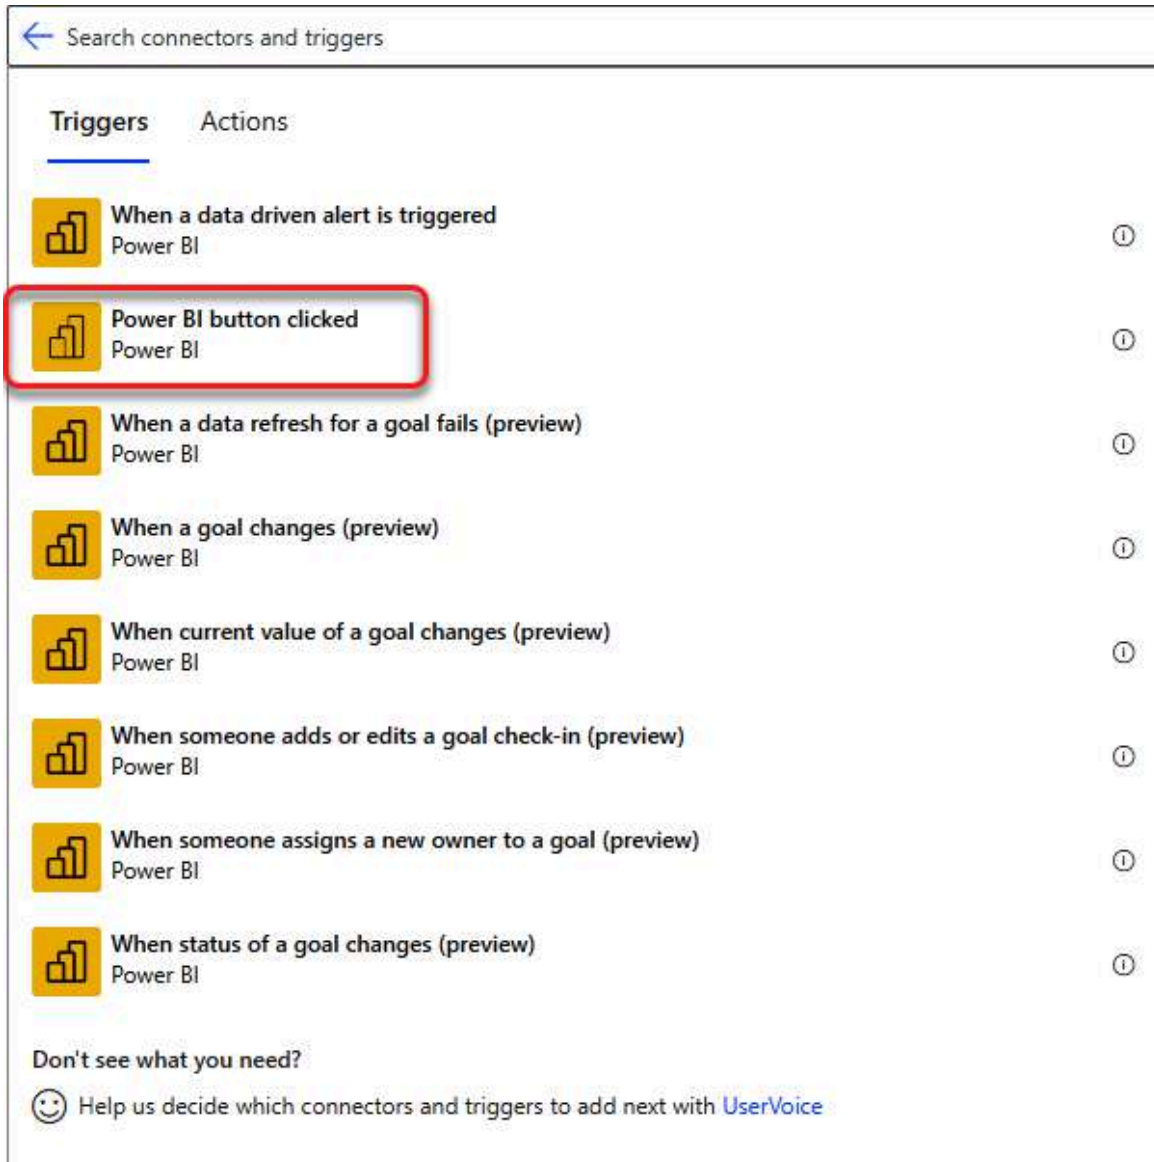 Search connectors and triggers
Triggers Actions
When a data driven alert is triggered
Power BI
Power BI button clicked
Power BI
When a data refresh for a goal fails (preview)
Power BI
When a goal changes (preview)
Power BI
When current value of a goal changes (preview)
Power BI
When someone adds or edits a goal check-in (preview)
Power BI
When someone assigns a new owner to a goal (preview)
Power BI
When status of a goal changes (preview)
Power BI
Don't see what you need?
Help us decide which connectors and triggers to add next with UserVoice